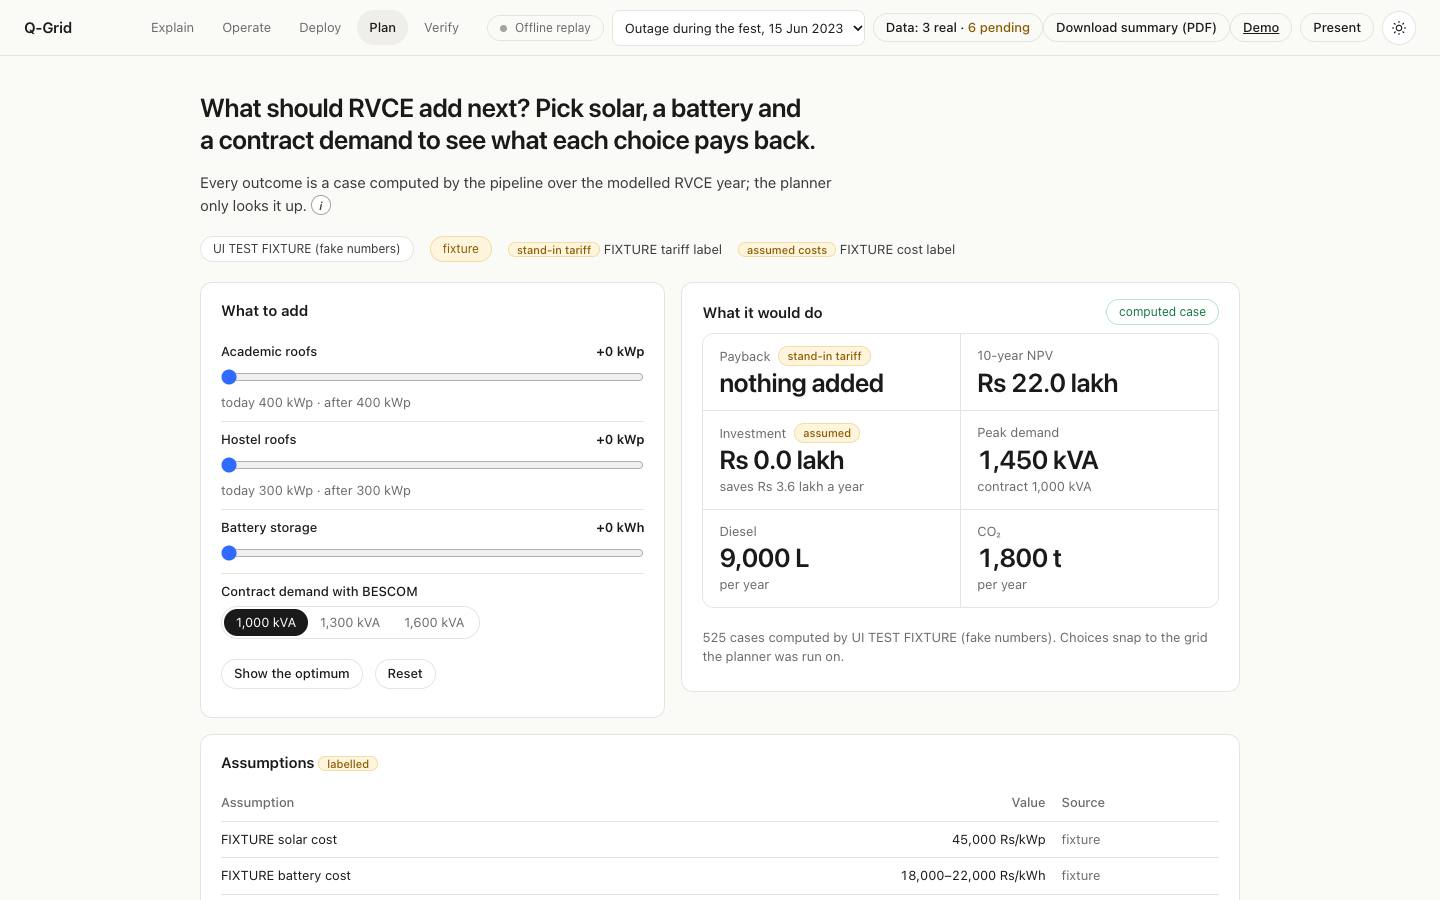 Q-Grid
Explain
Operate
Deploy
Plan
Verify
Offline replay
Outage during the fest, 15 Jun 2023
Data: 3 real · 6 pending
Download summary (PDF)
Demo
Present
What should RVCE add next? Pick solar, a battery and
a contract demand to see what each choice pays back.
Every outcome is a case computed by the pipeline over the modelled RVCE year; the planner
only looks it up. i
UI TEST FIXTURE (fake numbers)
fixture
stand-in tariff FIXTURE tariff label
assumed costs FIXTURE cost label
What to add
Academic roofs +0 kWp
today 400 kWp · after 400 kWp
Hostel roofs +0 kWp
today 300 kWp · after 300 kWp
Battery storage +0 kWh
Contract demand with BESCOM
1,000 kVA 1,300 kVA 1,600 kVA
Show the optimum Reset
What it would do computed case
Payback stand-in tariff
nothing added
10-year NPV
Rs 22.0 lakh
Investment assumed
Rs 0.0 lakh
saves Rs 3.6 lakh a year
Peak demand
1,450 kVA
contract 1,000 kVA
Diesel
9,000 L
per year
CO₂
1,800 t
per year
525 cases computed by UI TEST FIXTURE (fake numbers). Choices snap to the grid
the planner was run on.
Assumptions labelled
Assumption Value Source
FIXTURE solar cost 45,000 Rs/kWp fixture
FIXTURE battery cost 18,000–22,000 Rs/kWh fixture